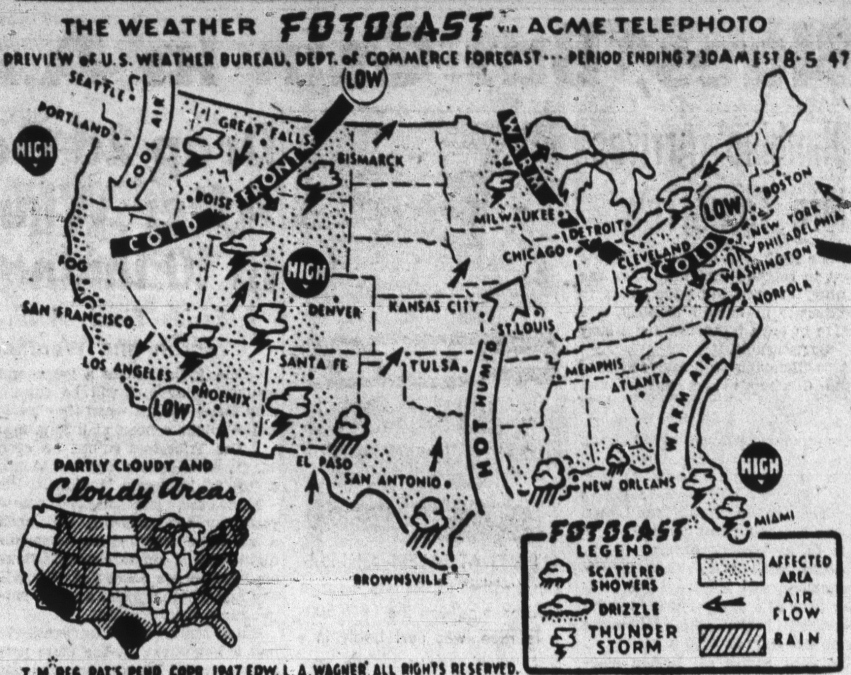 THE WEATHER FOTOCAST VIA ACME TELEPHOTO
PREVIEW of U.S. WEATHER BUREAU, DEPT. of COMMERCE FORECAST··· PERIOD ENDING 7 30 AM EST 8·5 47
LOW
SEATTLE
PORTLAND
COOL AIR
GREAT FALLS
HIGH
BISMARCK
WARM
BOISE
COLD FRONT
MILWAUKEE
DETROIT
BOSTON
LOW
NEW YORK
PHILADELPHIA
CHICAGO
CLEVELAND
COLD
WASHINGTON
FOG
HIGH
NORFOLK
SAN FRANCISCO
DENVER
KANSAS CITY
ST. LOUIS
LOS ANGELES
SANTA FE
TULSA
MEMPHIS
ATLANTA
HOT HUMID
WARM AIR
PHOENIX
LOW
EL PASO
SAN ANTONIO
NEW ORLEANS
HIGH
MIAMI
BROWNSVILLE
PARTLY CLOUDY AND
Cloudy Areas
FOTOCAST
LEGEND
SCATTERED
SHOWERS
DRIZZLE
THUNDER
STORM
AFFECTED
AREA
AIR
FLOW
RAIN
T.M. REG. PAT'S PEND. COPR. 1947 EDW. L. A. WAGNER, ALL RIGHTS RESERVED.